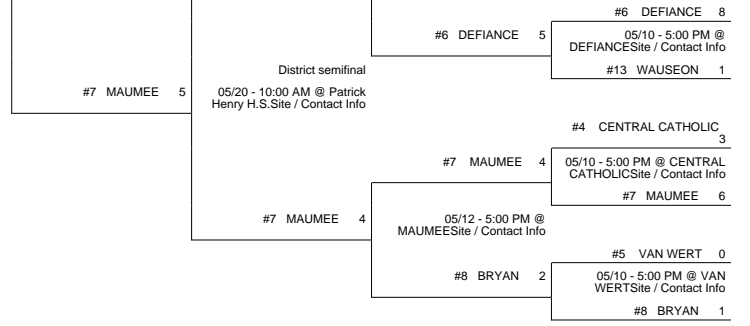 #6 DEFIANCE 8
#6 DEFIANCE 5
05/10 - 5:00 PM @
DEFIANCESite / Contact Info
#13 WAUSEON 1
District semifinal
#7 MAUMEE 5
05/20 - 10:00 AM @ Patrick
Henry H.S.Site / Contact Info
#4 CENTRAL CATHOLIC
3
#7 MAUMEE 4
05/10 - 5:00 PM @ CENTRAL
CATHOLICSite / Contact Info
#7 MAUMEE 6
#7 MAUMEE 4
05/12 - 5:00 PM @
MAUMEESite / Contact Info
#5 VAN WERT 0
#8 BRYAN 2
05/10 - 5:00 PM @ VAN
WERTSite / Contact Info
#8 BRYAN 1